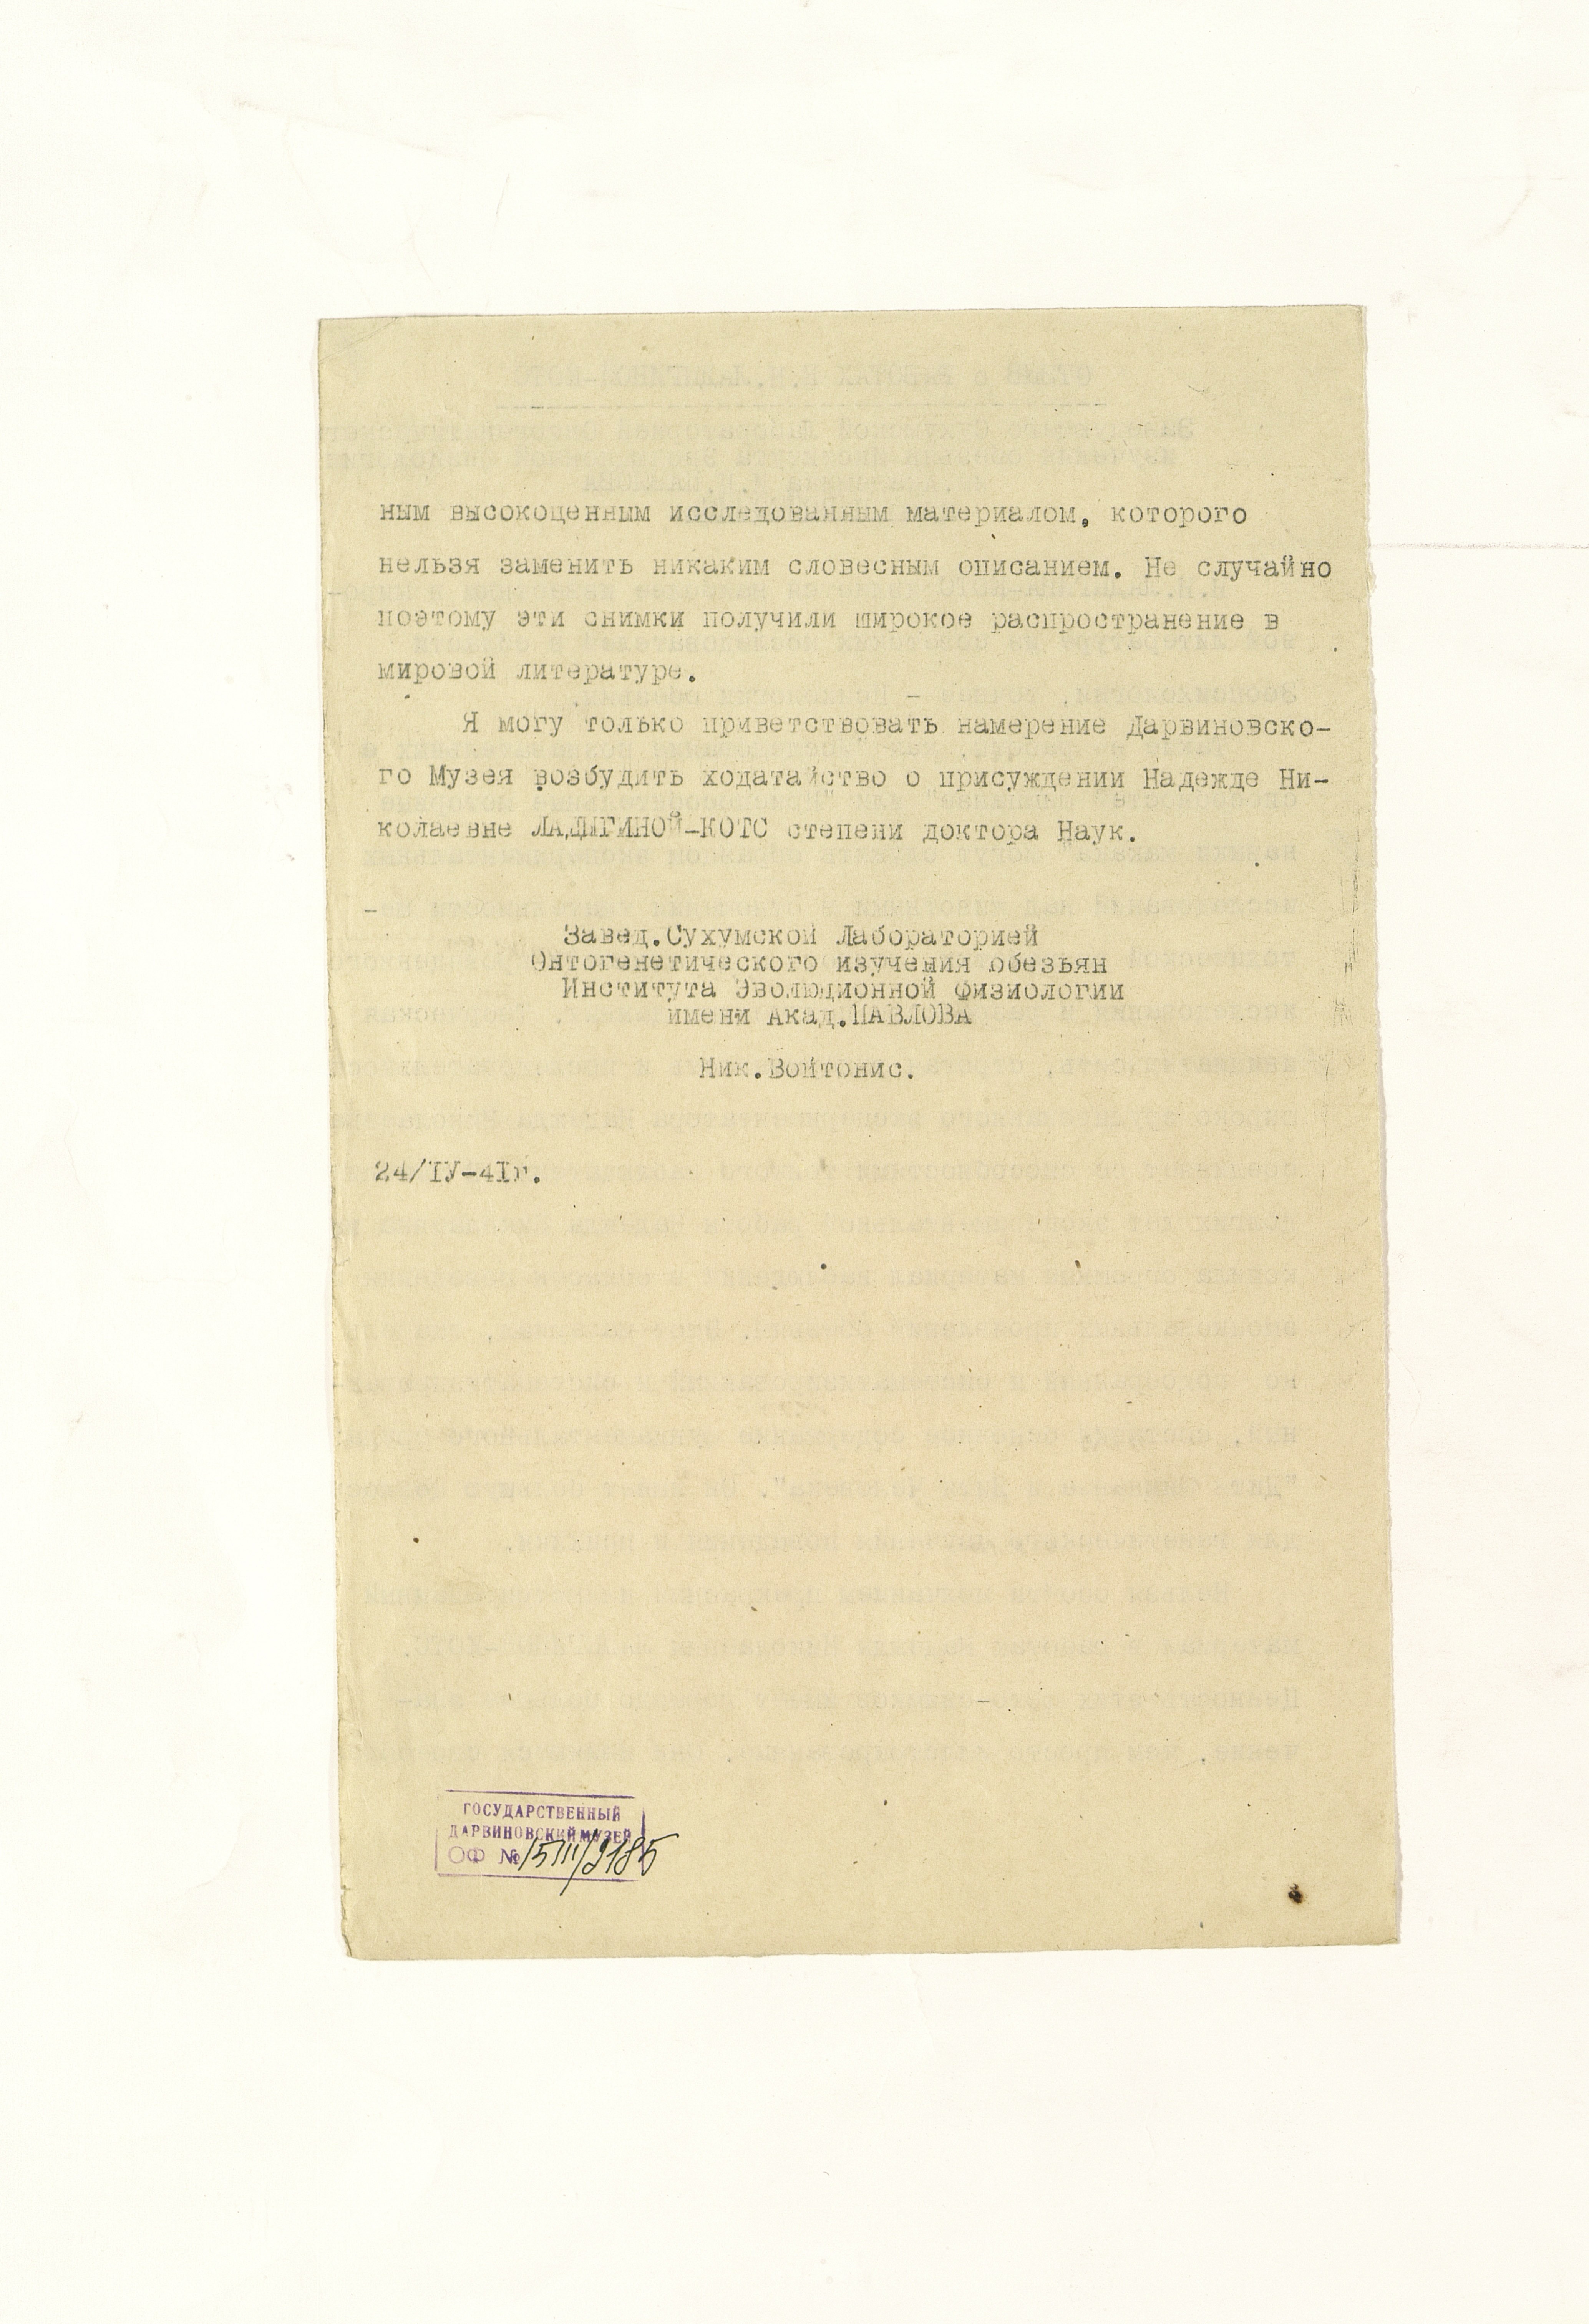 ным высокоценным исследованным материалом, которого
нельзя заменить никаким словесным описанием. Не случайно
поэтому эти снимки получили широкое распространение в
мировой литературе.
Я могу только приветствовать намерение Дарвиновско-
го Музея возбудить ходатайство о присуждении Надежде Ни-
колаевне ЛАДЫГИНОЙ-КОТС степени доктора Наук.
Завед.Сухумской Лабораторией
Онтогенетического изучения обезьян
Института Эволюционной Физиологии
имени Акад.ПАВЛОВА
Ник.Войтонис.
24/IУ-4Iг.
ГОСУДАРСТВЕННЫЙ
ДАРВИНОВСКИЙ МУЗЕЙ
ОФ №